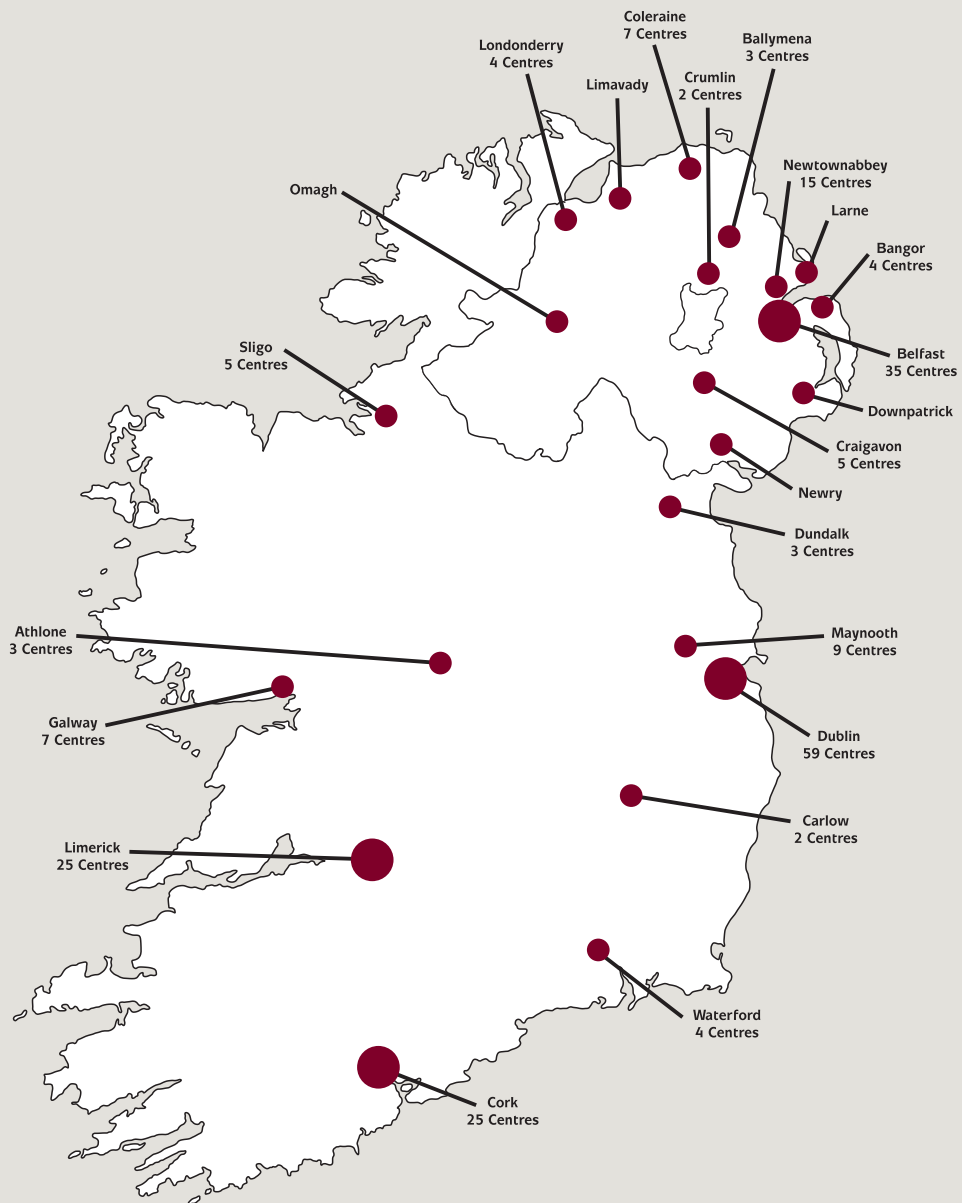 Coleraine
7 Centres
Londonderry
4 Centres
Ballymena
3 Centres
Crumlin
2 Centres
Limavady
Newtownabbey
15 Centres
Omagh
Larne
Bangor
4 Centres
Sligo
5 Centres
Belfast
35 Centres
Downpatrick
Craigavon
5 Centres
Newry
Dundalk
3 Centres
Athlone
3 Centres
Maynooth
9 Centres
Galway
7 Centres
Dublin
59 Centres
Carlow
2 Centres
Limerick
25 Centres
Waterford
4 Centres
Cork
25 Centres